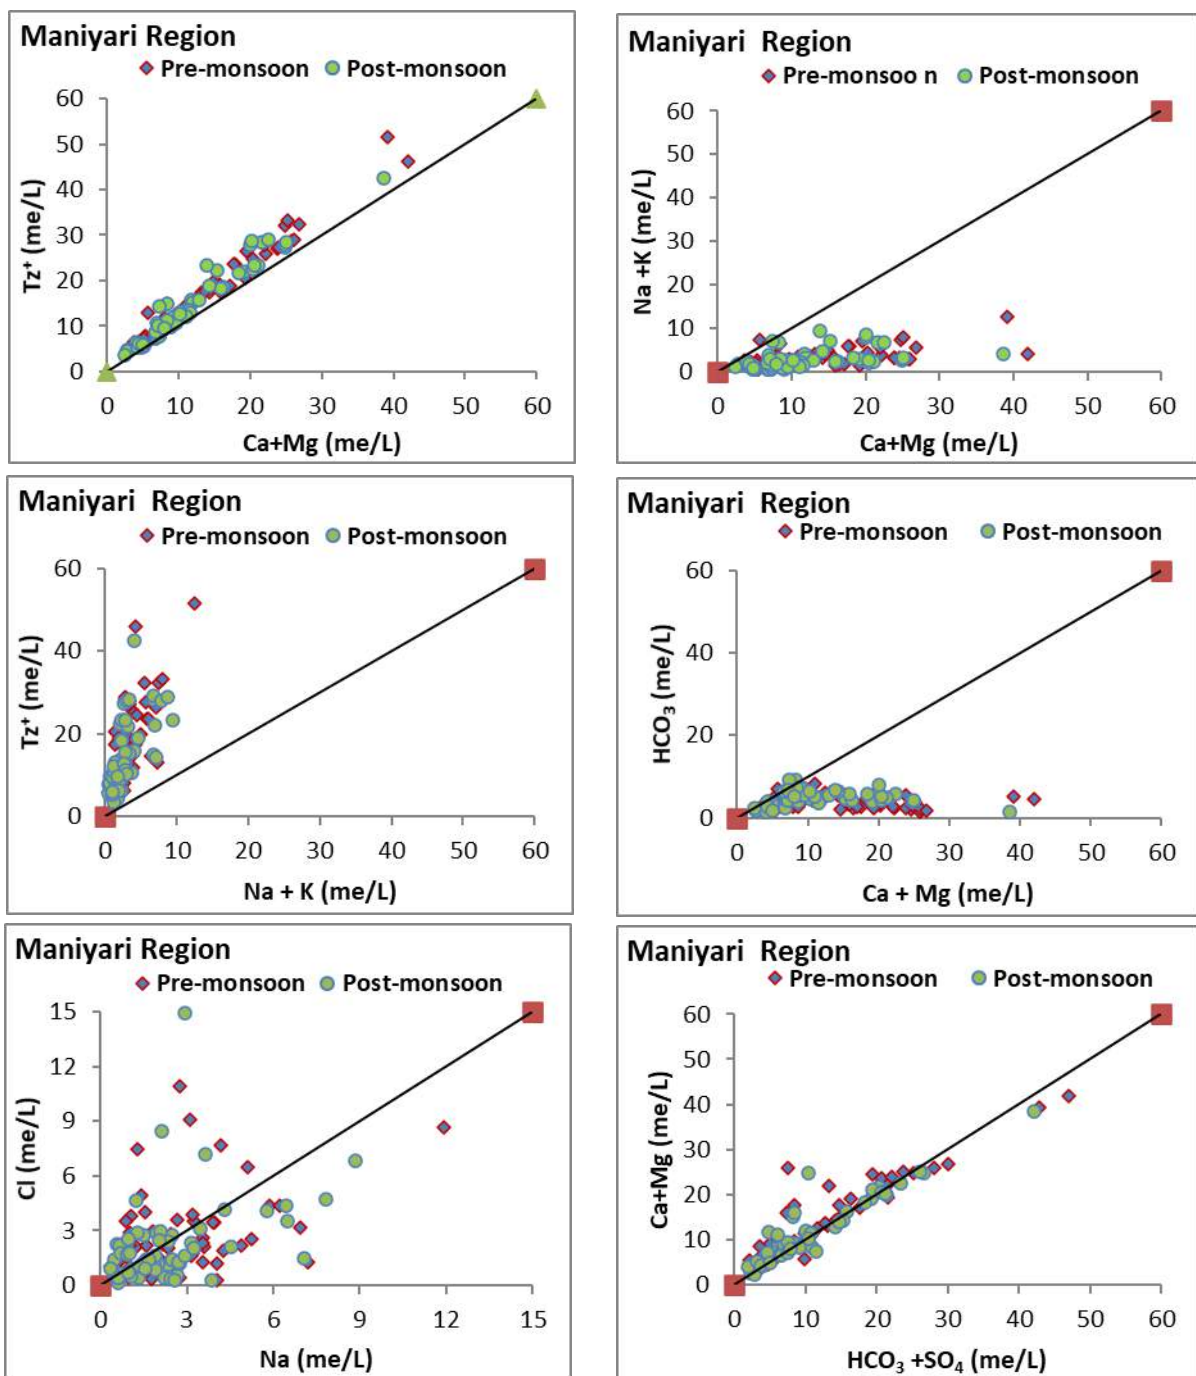 Maniyari Region
Pre-monsoon Post-monsoon
60
50
40
30
20
10
0
0 10 20 30 40 50 60
Tz⁺ (me/L)
Ca+Mg (me/L)
Maniyari Region
Pre-monsoo n Post-monsoon
60
50
40
30
20
10
0
0 10 20 30 40 50 60
Na +K (me/L)
Ca+Mg (me/L)
Maniyari Region
Pre-monsoon Post-monsoon
60
40
20
0
0 10 20 30 40 50 60
Tz⁺ (me/L)
Na + K (me/L)
Maniyari Region
Pre-monsoon Post-monsoon
60
40
20
0
0 10 20 30 40 50 60
HCO₃ (me/L)
Ca + Mg (me/L)
Maniyari Region
Pre-monsoon Post-monsoon
15
12
9
6
3
0
0 3 6 9 12 15
Cl (me/L)
Na (me/L)
Maniyari Region
Pre-monsoon Post-monsoon
60
50
40
30
20
10
0
0 10 20 30 40 50 60
Ca+Mg (me/L)
HCO₃ +SO₄ (me/L)